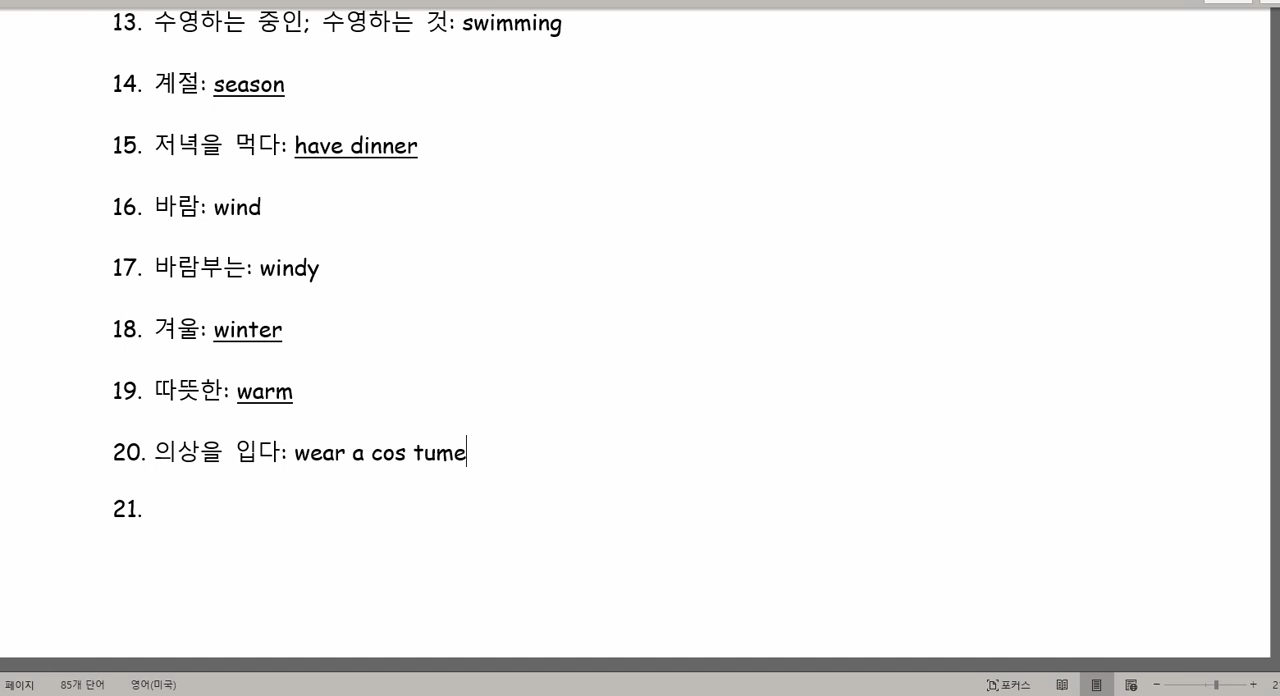 13. 수영하는 중인; 수영하는 것: swimming
14. 계절: season
15. 저녁을 먹다: have dinner
16. 바람: wind
17. 바람부는: windy
18. 겨울: winter
19. 따뜻한: warm
20. 의상을 입다: wear a cos tume
21.
페이지 85개 단어 영어(미국) 포커스 - + 2